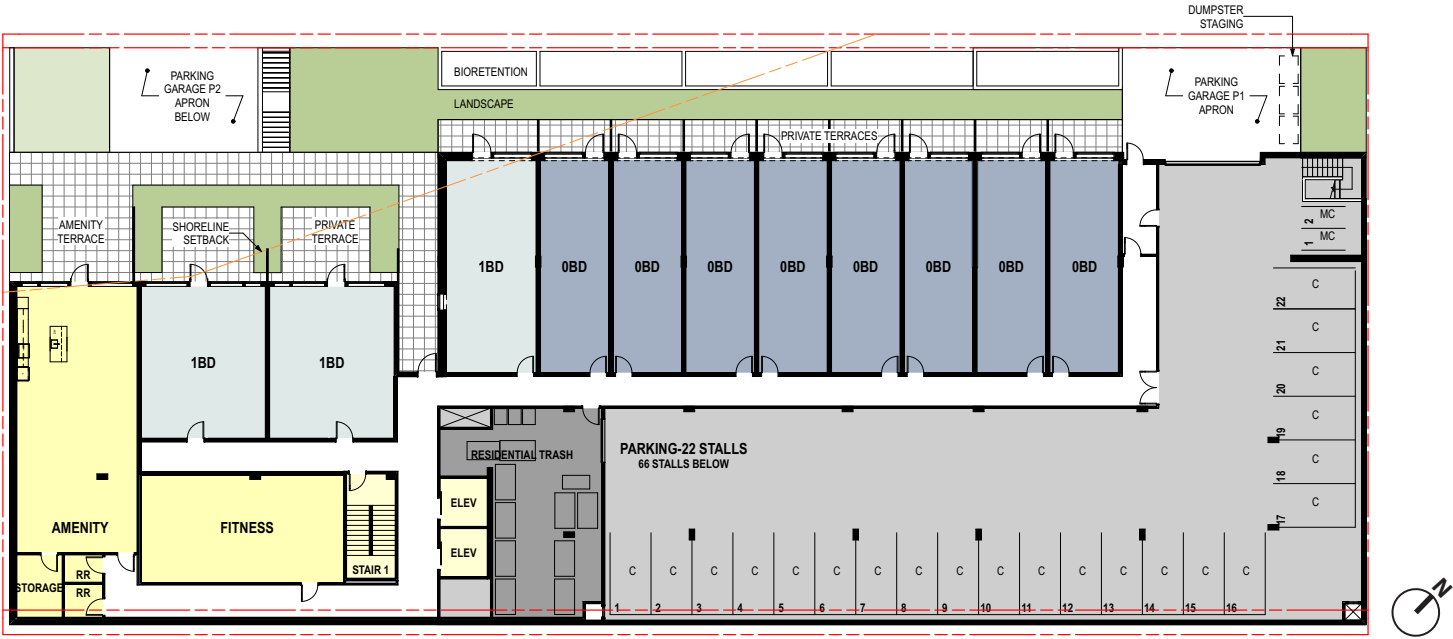 DUMPSTER
STAGING
PARKING
GARAGE P2
APRON
BELOW
BIORETENTION
LANDSCAPE
PARKING
GARAGE P1
APRON
PRIVATE TERRACES
AMENITY
TERRACE
SHORELINE
SETBACK
PRIVATE
TERRACE
1BD
0BD
0BD
0BD
0BD
0BD
0BD
0BD
0BD
2 MC
1 MC
C
22
C
21
C
20
C
19
C
18
C
17
1BD
1BD
PARKING-22 STALLS
66 STALLS BELOW
RESIDENTIAL TRASH
ELEV
ELEV
AMENITY
FITNESS
STAIR 1
STORAGE
RR
RR
C C C C C C C C C C C C C C C C
1 2 3 4 5 6 7 8 9 10 11 12 13 14 15 16
N